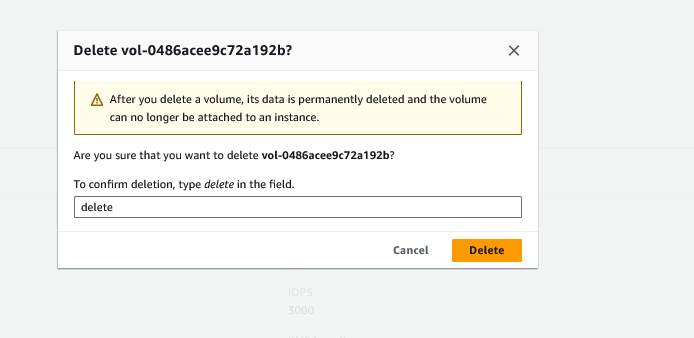 Delete vol-0486acee9c72a192b?
After you delete a volume, its data is permanently deleted and the volume
can no longer be attached to an instance.
Are you sure that you want to delete vol-0486acee9c72a192b?
To confirm deletion, type delete in the field.
delete
Cancel
Delete
IOPS
3000